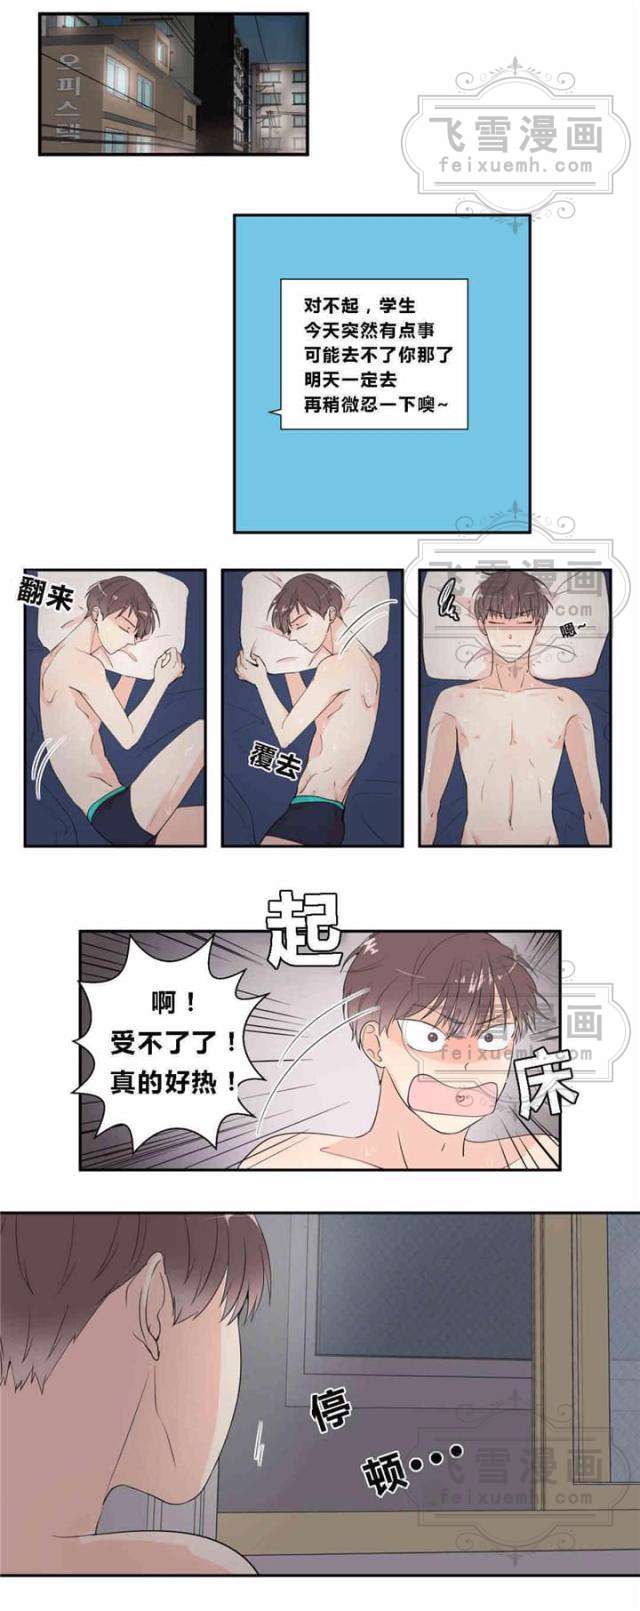 오피스텔
飞雪漫画
feixuemh.com
对不起，学生
今天突然有点事
可能去不了你那了
明天一定去
再稍微忍一下噢~
飞雪漫画
feixuemh.com
翻来
覆去
嗯~
起
啊！
受不了了！
真的好热！
飞雪漫画
feixuemh.com
床
停
顿···
飞雪漫画
feixuemh.com